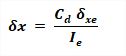 δx = C_d δ_xe / I_e